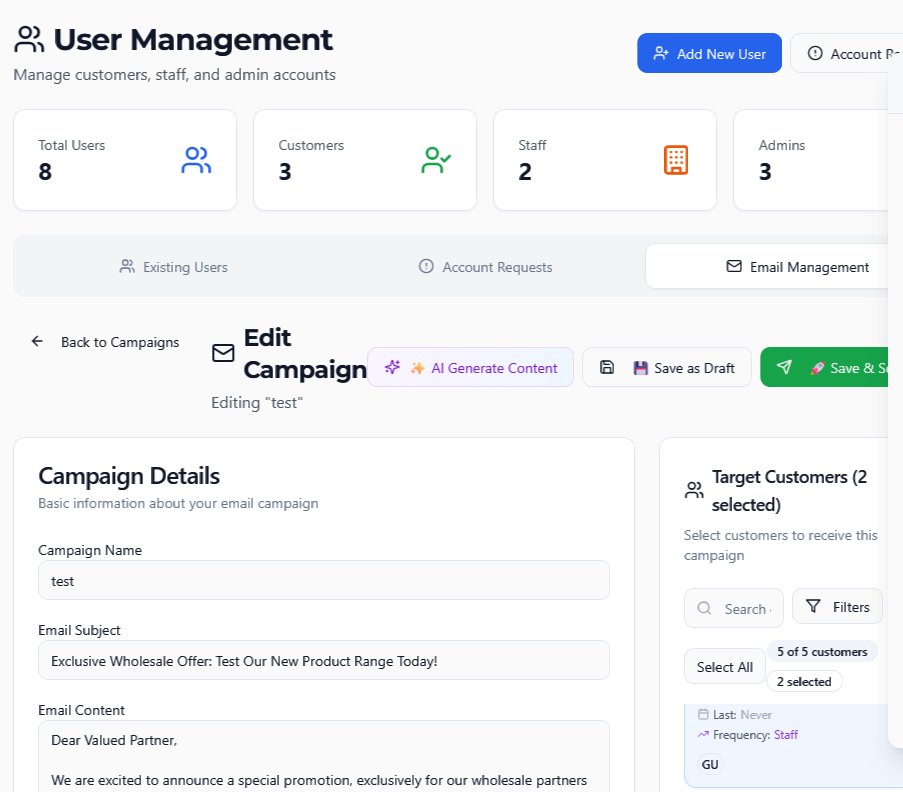 User Management
Manage customers, staff, and admin accounts
Add New User
Account
Total Users
8
Customers
3
Staff
2
Admins
3
Existing Users
Account Requests
Email Management
Back to Campaigns
Edit
Campaign
Editing "test"
✨ AI Generate Content
💾 Save as Draft
🚀 Save &
Campaign Details
Basic information about your email campaign
Campaign Name
test
Email Subject
Exclusive Wholesale Offer: Test Our New Product Range Today!
Email Content
Dear Valued Partner,
We are excited to announce a special promotion, exclusively for our wholesale partners
Target Customers (2
selected)
Select customers to receive this
campaign
Search
Filters
Select All
5 of 5 customers
2 selected
Last: Never
Frequency: Staff
GU